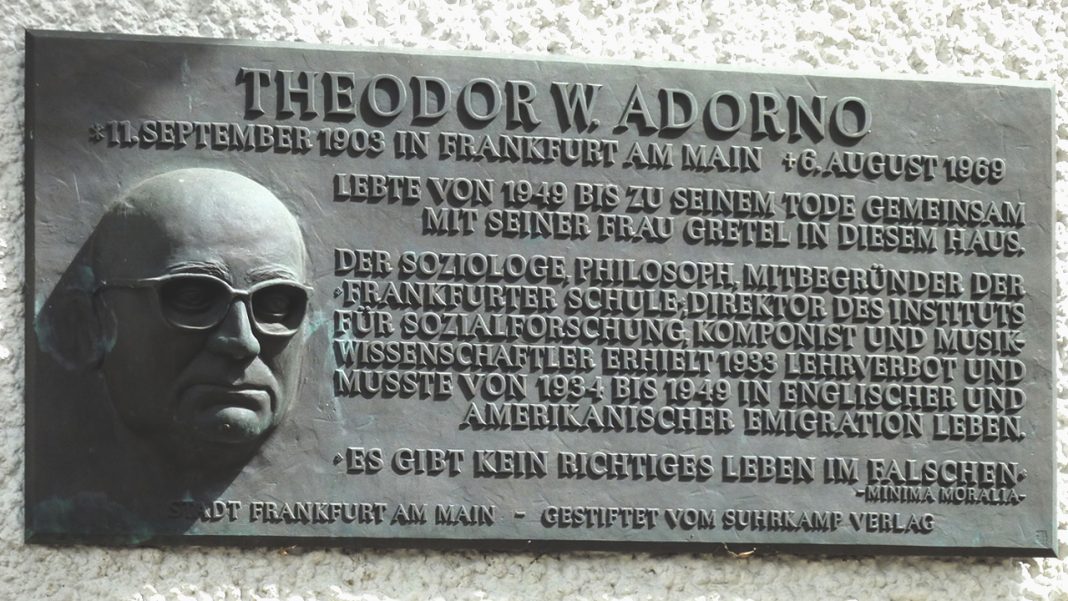 THEODOR W. ADORNO
*11. SEPTEMBER 1903 IN FRANKFURT AM MAIN +6. AUGUST 1969
LEBTE VON 1949 BIS ZU SEINEM TODE GEMEINSAM
MIT SEINER FRAU GRETEL IN DIESEM HAUS.
DER SOZIOLOGE, PHILOSOPH, MITBEGRÜNDER DER
›FRANKFURTER SCHULE‹, DIREKTOR DES INSTITUTS
FÜR SOZIALFORSCHUNG, KOMPONIST UND MUSIK-
WISSENSCHAFTLER ERHIELT 1933 LEHRVERBOT UND
MUSSTE VON 1934 BIS 1949 IN ENGLISCHER UND
AMERIKANISCHER EMIGRATION LEBEN.
›ES GIBT KEIN RICHTIGES LEBEN IM FALSCHEN‹
-MINIMA MORALIA-
STADT FRANKFURT AM MAIN - GESTIFTET VOM SUHRKAMP VERLAG